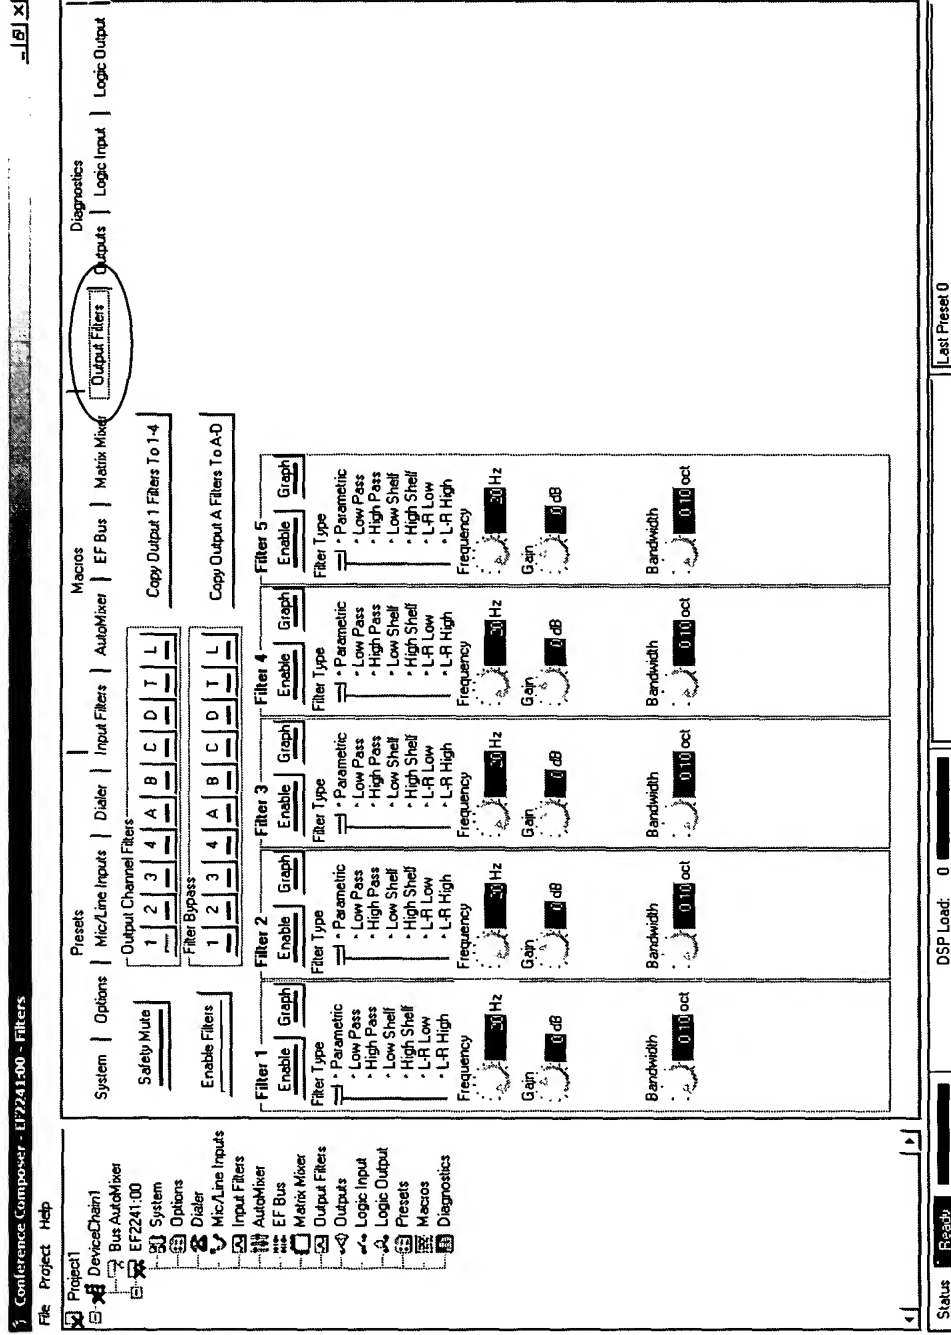 Conference Composer - EF2241:00 - Filters
File Project Help
Project1
DeviceChain1
Bus AutoMixer
EF2241:00
System
Options
Dialer
Mic/Line Inputs
Input Filters
AutoMixer
EF Bus
Matrix Mixer
Output Filters
Outputs
Logic Input
Logic Output
Presets
Macros
Diagnostics
Presets Macros Diagnostics
System Options Mic/Line Inputs Dialer Input Filters AutoMixer EF Bus Matrix Mixer Output Filters Outputs Logic Input Logic Output
Safety Mute
Enable Filters
Output Channel Filters
1 2 3 4 A B C D T L
Copy Output 1 Filters To 1-4
Filter Bypass
1 2 3 4 A B C D T L
Copy Output A Filters To A-D
Filter 1
Enable Graph
Filter Type
Parametric
Low Pass
High Pass
Low Shelf
High Shelf
L-R Low
L-R High
Frequency
20 Hz
Gain
0 dB
Bandwidth
0.10 oct
Filter 2
Enable Graph
Filter Type
Parametric
Low Pass
High Pass
Low Shelf
High Shelf
L-R Low
L-R High
Frequency
20 Hz
Gain
0 dB
Bandwidth
0.10 oct
Filter 3
Enable Graph
Filter Type
Parametric
Low Pass
High Pass
Low Shelf
High Shelf
L-R Low
L-R High
Frequency
20 Hz
Gain
0 dB
Bandwidth
0.10 oct
Filter 4
Enable Graph
Filter Type
Parametric
Low Pass
High Pass
Low Shelf
High Shelf
L-R Low
L-R High
Frequency
20 Hz
Gain
0 dB
Bandwidth
0.10 oct
Filter 5
Enable Graph
Filter Type
Parametric
Low Pass
High Pass
Low Shelf
High Shelf
L-R Low
L-R High
Frequency
20 Hz
Gain
0 dB
Bandwidth
0.10 oct
Status Ready DSP Load: 0 Last Preset 0